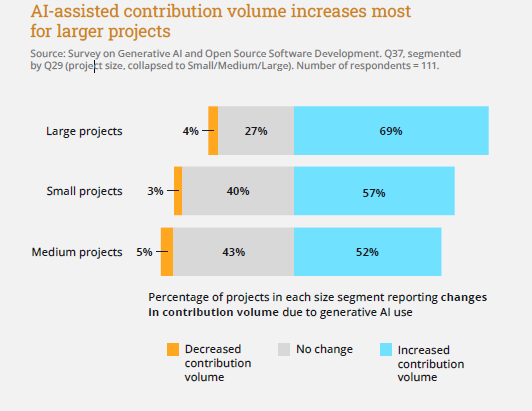 AI-assisted contribution volume increases most
for larger projects
Source: Survey on Generative AI and Open Source Software Development. Q37, segmented
by Q29 (project size, collapsed to Small/Medium/Large). Number of respondents = 111.
Large projects 4% 27% 69%
Small projects 3% 40% 57%
Medium projects 5% 43% 52%
Percentage of projects in each size segment reporting changes
in contribution volume due to generative AI use
Decreased
contribution
volume
No change
Increased
contribution
volume